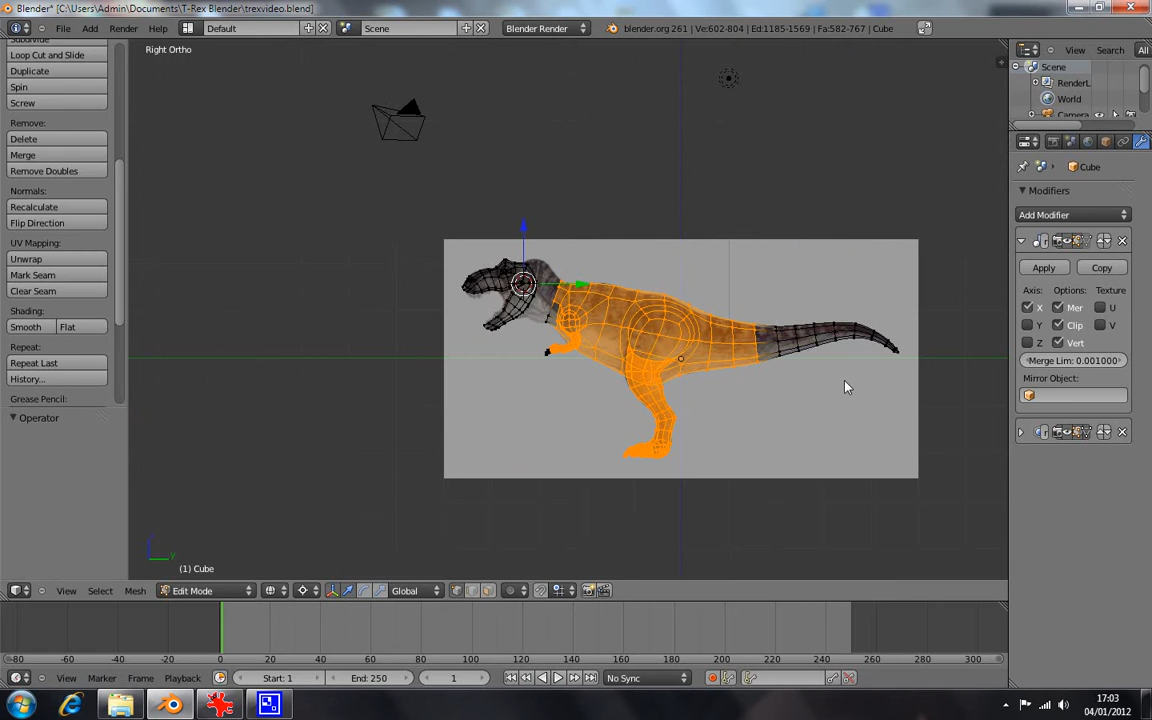 Blender* [C:\Users\Admin\Documents\T-Rex Blender\trexvideo.blend]
File Add Render Help Default Scene Blender Render blender.org 261 | Ve:602-804 | Ed:1185-1569 | Fa:582-767 | Cube
Right Ortho
View Search All
Subdivide
Loop Cut and Slide
Duplicate
Spin
Screw
Remove:
Delete
Merge
Remove Doubles
Normals:
Recalculate
Flip Direction
UV Mapping:
Unwrap
Mark Seam
Clear Seam
Shading:
Smooth Flat
Repeat:
Repeat Last
History...
Grease Pencil:
Operator
Scene
RenderL
World
Camera
Cube
Modifiers
Add Modifier
Apply Copy
Axis: Options: Texture
X Mer U
Y Clip V
Z Vert
Merge Lim: 0.001000
Mirror Object:
z
y
(1) Cube
View Select Mesh Edit Mode Global
-80 -60 -40 -20 0 20 40 60 80 100 120 140 160 180 200 220 240 260 280 300
View Marker Frame Playback Start: 1 End: 250 1 No Sync
17:03
04/01/2012